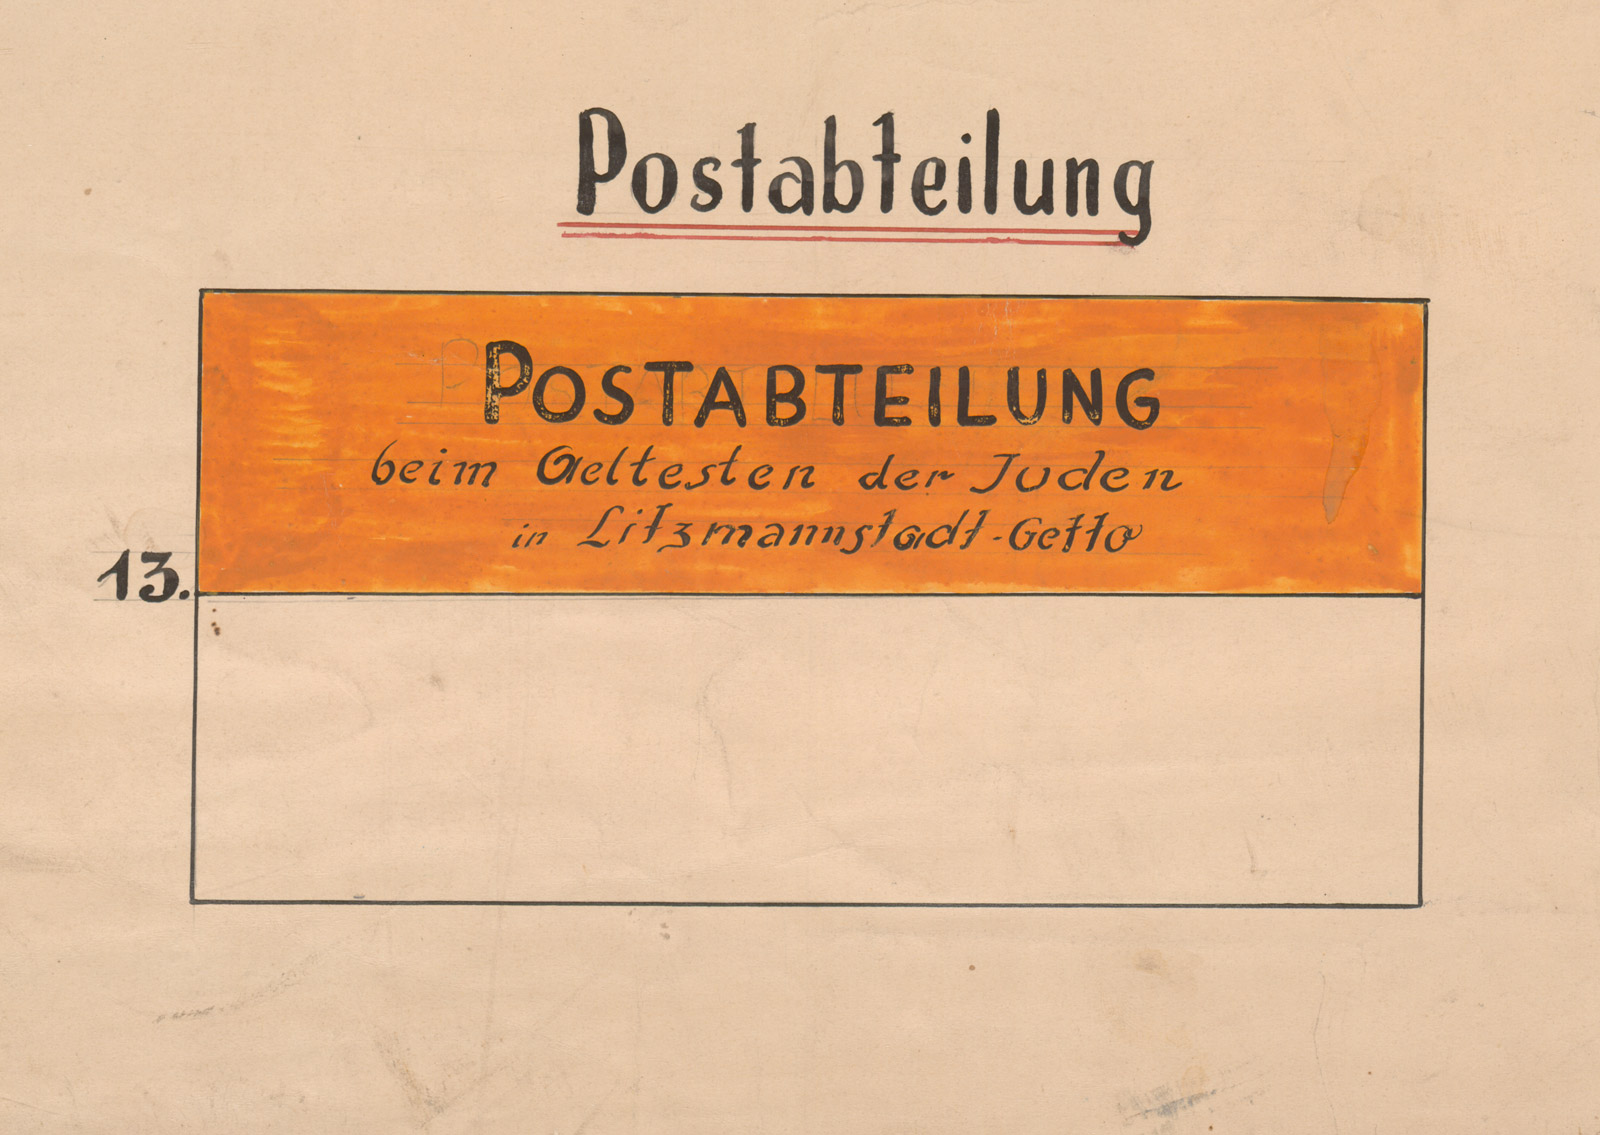 Postabteilung
POSTABTEILUNG
beim Aeltesten der Juden
in Litzmannstadt-Getto
13.